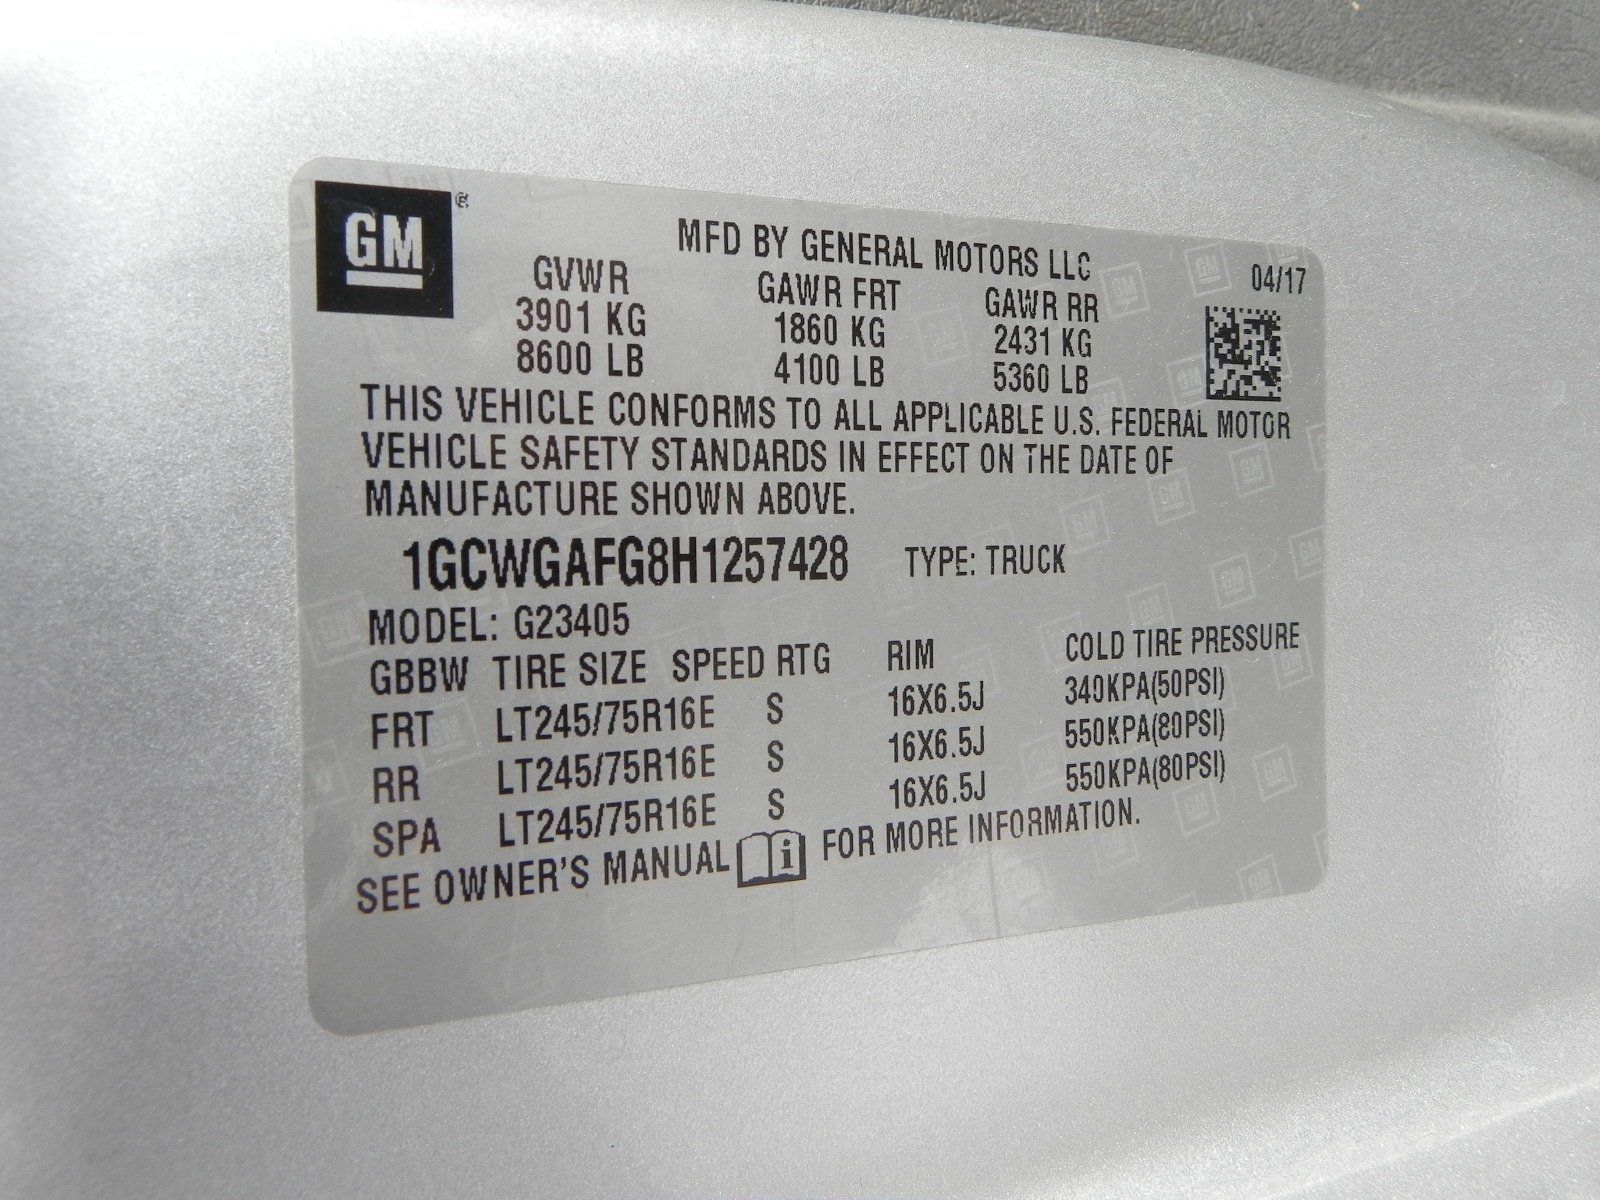 GM®
MFD BY GENERAL MOTORS LLC
04/17
GVWR GAWR FRT GAWR RR
3901 KG 1860 KG 2431 KG
8600 LB 4100 LB 5360 LB
THIS VEHICLE CONFORMS TO ALL APPLICABLE U.S. FEDERAL MOTOR
VEHICLE SAFETY STANDARDS IN EFFECT ON THE DATE OF
MANUFACTURE SHOWN ABOVE.
1GCWGAFG8H1257428 TYPE: TRUCK
MODEL: G23405
GBBW TIRE SIZE SPEED RTG RIM COLD TIRE PRESSURE
FRT LT245/75R16E S 16X6.5J 340KPA(50PSI)
RR LT245/75R16E S 16X6.5J 550KPA(80PSI)
SPA LT245/75R16E S 16X6.5J 550KPA(80PSI)
SEE OWNER'S MANUAL i FOR MORE INFORMATION.